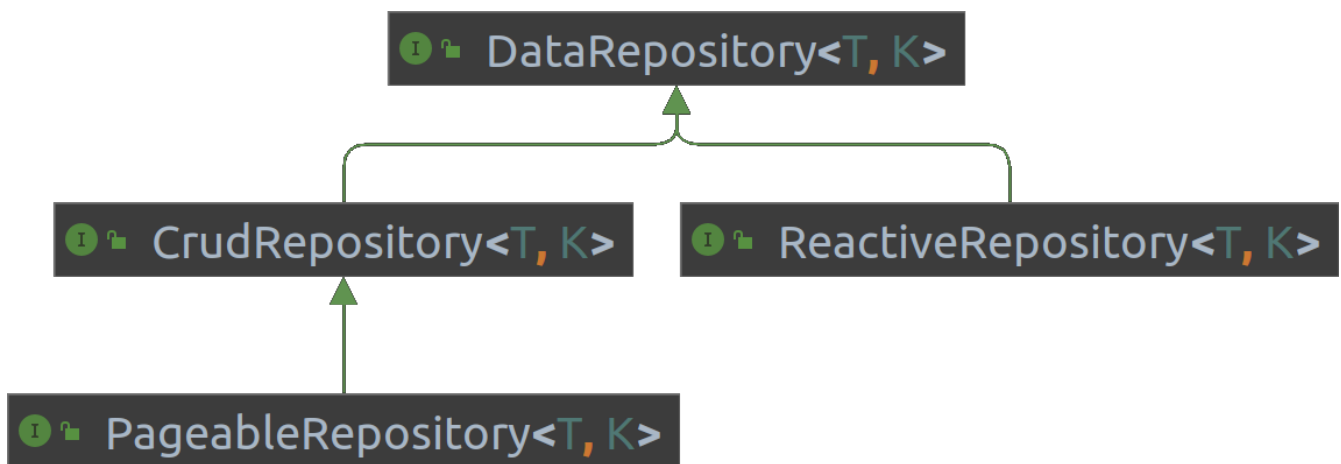 I DataRepository<T, K>
I CrudRepository<T, K>
I ReactiveRepository<T, K>
I PageableRepository<T, K>